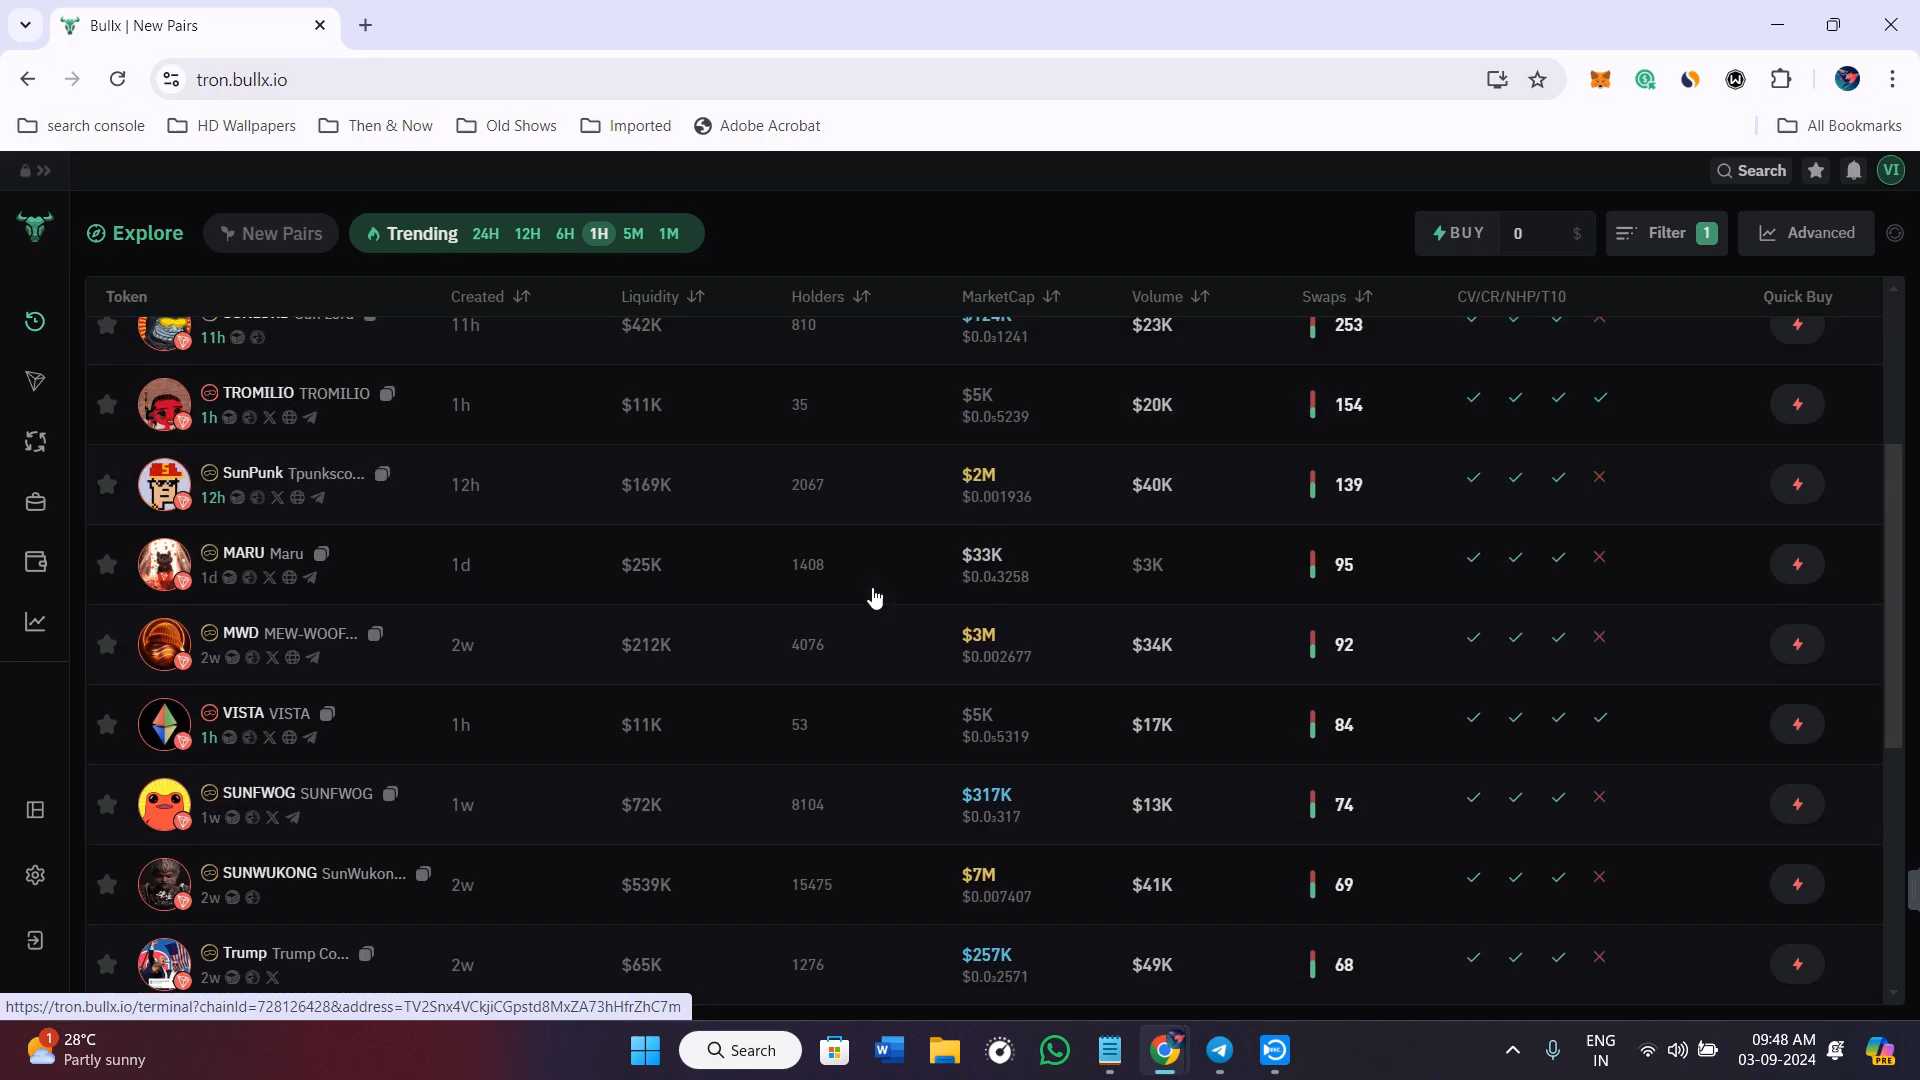 Bullx | New Pairs
tron.bullx.io
search console HD Wallpapers Then & Now Old Shows Imported Adobe Acrobat All Bookmarks
Search VI
Explore New Pairs Trending 24H 12H 6H 1H 5M 1M BUY 0 $ Filter 1 Advanced
Token Created Liquidity Holders MarketCap Volume Swaps CV/CR/NHP/T10 Quick Buy
11h $42K 810 $23K 253
11h $0.0₃1241
TROMILIO TROMILIO 1h $11K 35 $5K $20K 154
1h $0.0₅5239
SunPunk Tpunksco... 12h $169K 2067 $2M $40K 139
12h $0.001936
MARU Maru 1d $25K 1408 $33K $3K 95
1d $0.0₄3258
MWD MEW-WOOF... 2w $212K 4076 $3M $34K 92
2w $0.002677
VISTA VISTA 1h $11K 53 $5K $17K 84
1h $0.0₅5319
SUNFWOG SUNFWOG 1w $72K 8104 $317K $13K 74
1w $0.0₃317
SUNWUKONG SunWukon... 2w $539K 15475 $7M $41K 69
2w $0.007407
Trump Trump Co... 2w $65K 1276 $257K $49K 68
2w $0.0₃2571
https://tron.bullx.io/terminal?chainId=728126428&address=TV2Snx4VCkjiCGpstd8MxZA73hHfrZhC7m
1 28°C
Partly sunny
Search
ENG
IN
09:48 AM
03-09-2024